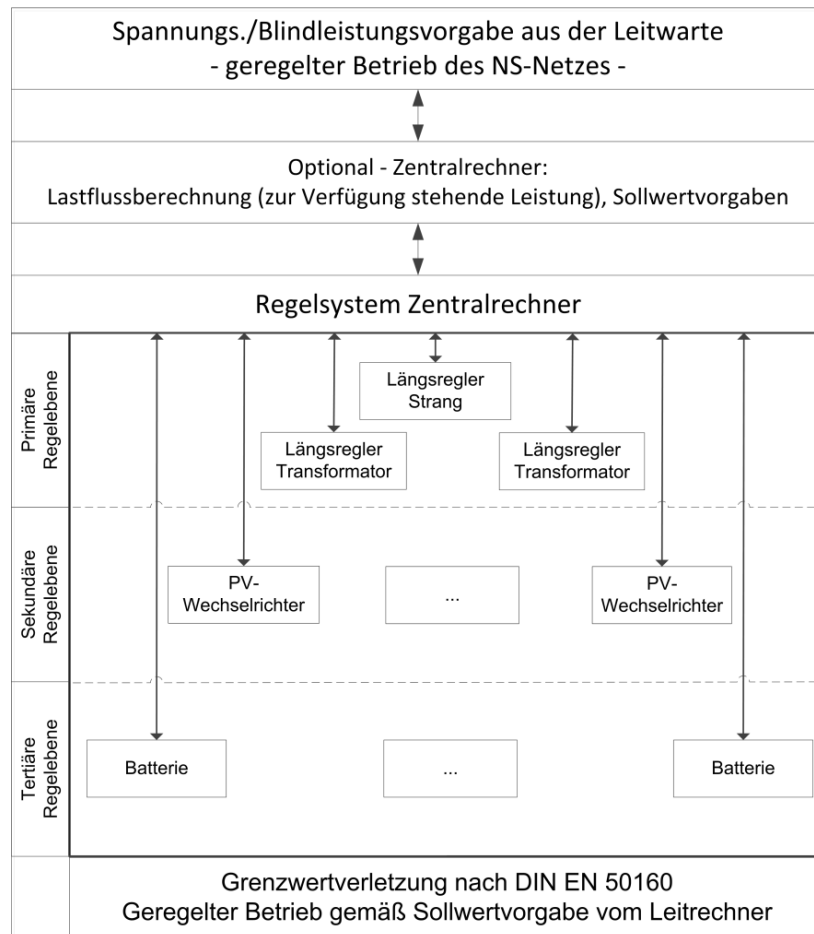 Spannungs./Blindleistungsvorgabe aus der Leitwarte
- geregelter Betrieb des NS-Netzes -
Optional - Zentralrechner:
Lastflussberechnung (zur Verfügung stehende Leistung), Sollwertvorgaben
Regelsystem Zentralrechner
Primäre
Regelebene
Längsregler
Strang
Längsregler
Transformator
Längsregler
Transformator
Sekundäre
Regelebene
PV-
Wechselrichter
...
PV-
Wechselrichter
Tertiäre
Regelebene
Batterie
...
Batterie
Grenzwertverletzung nach DIN EN 50160
Geregelter Betrieb gemäß Sollwertvorgabe vom Leitrechner